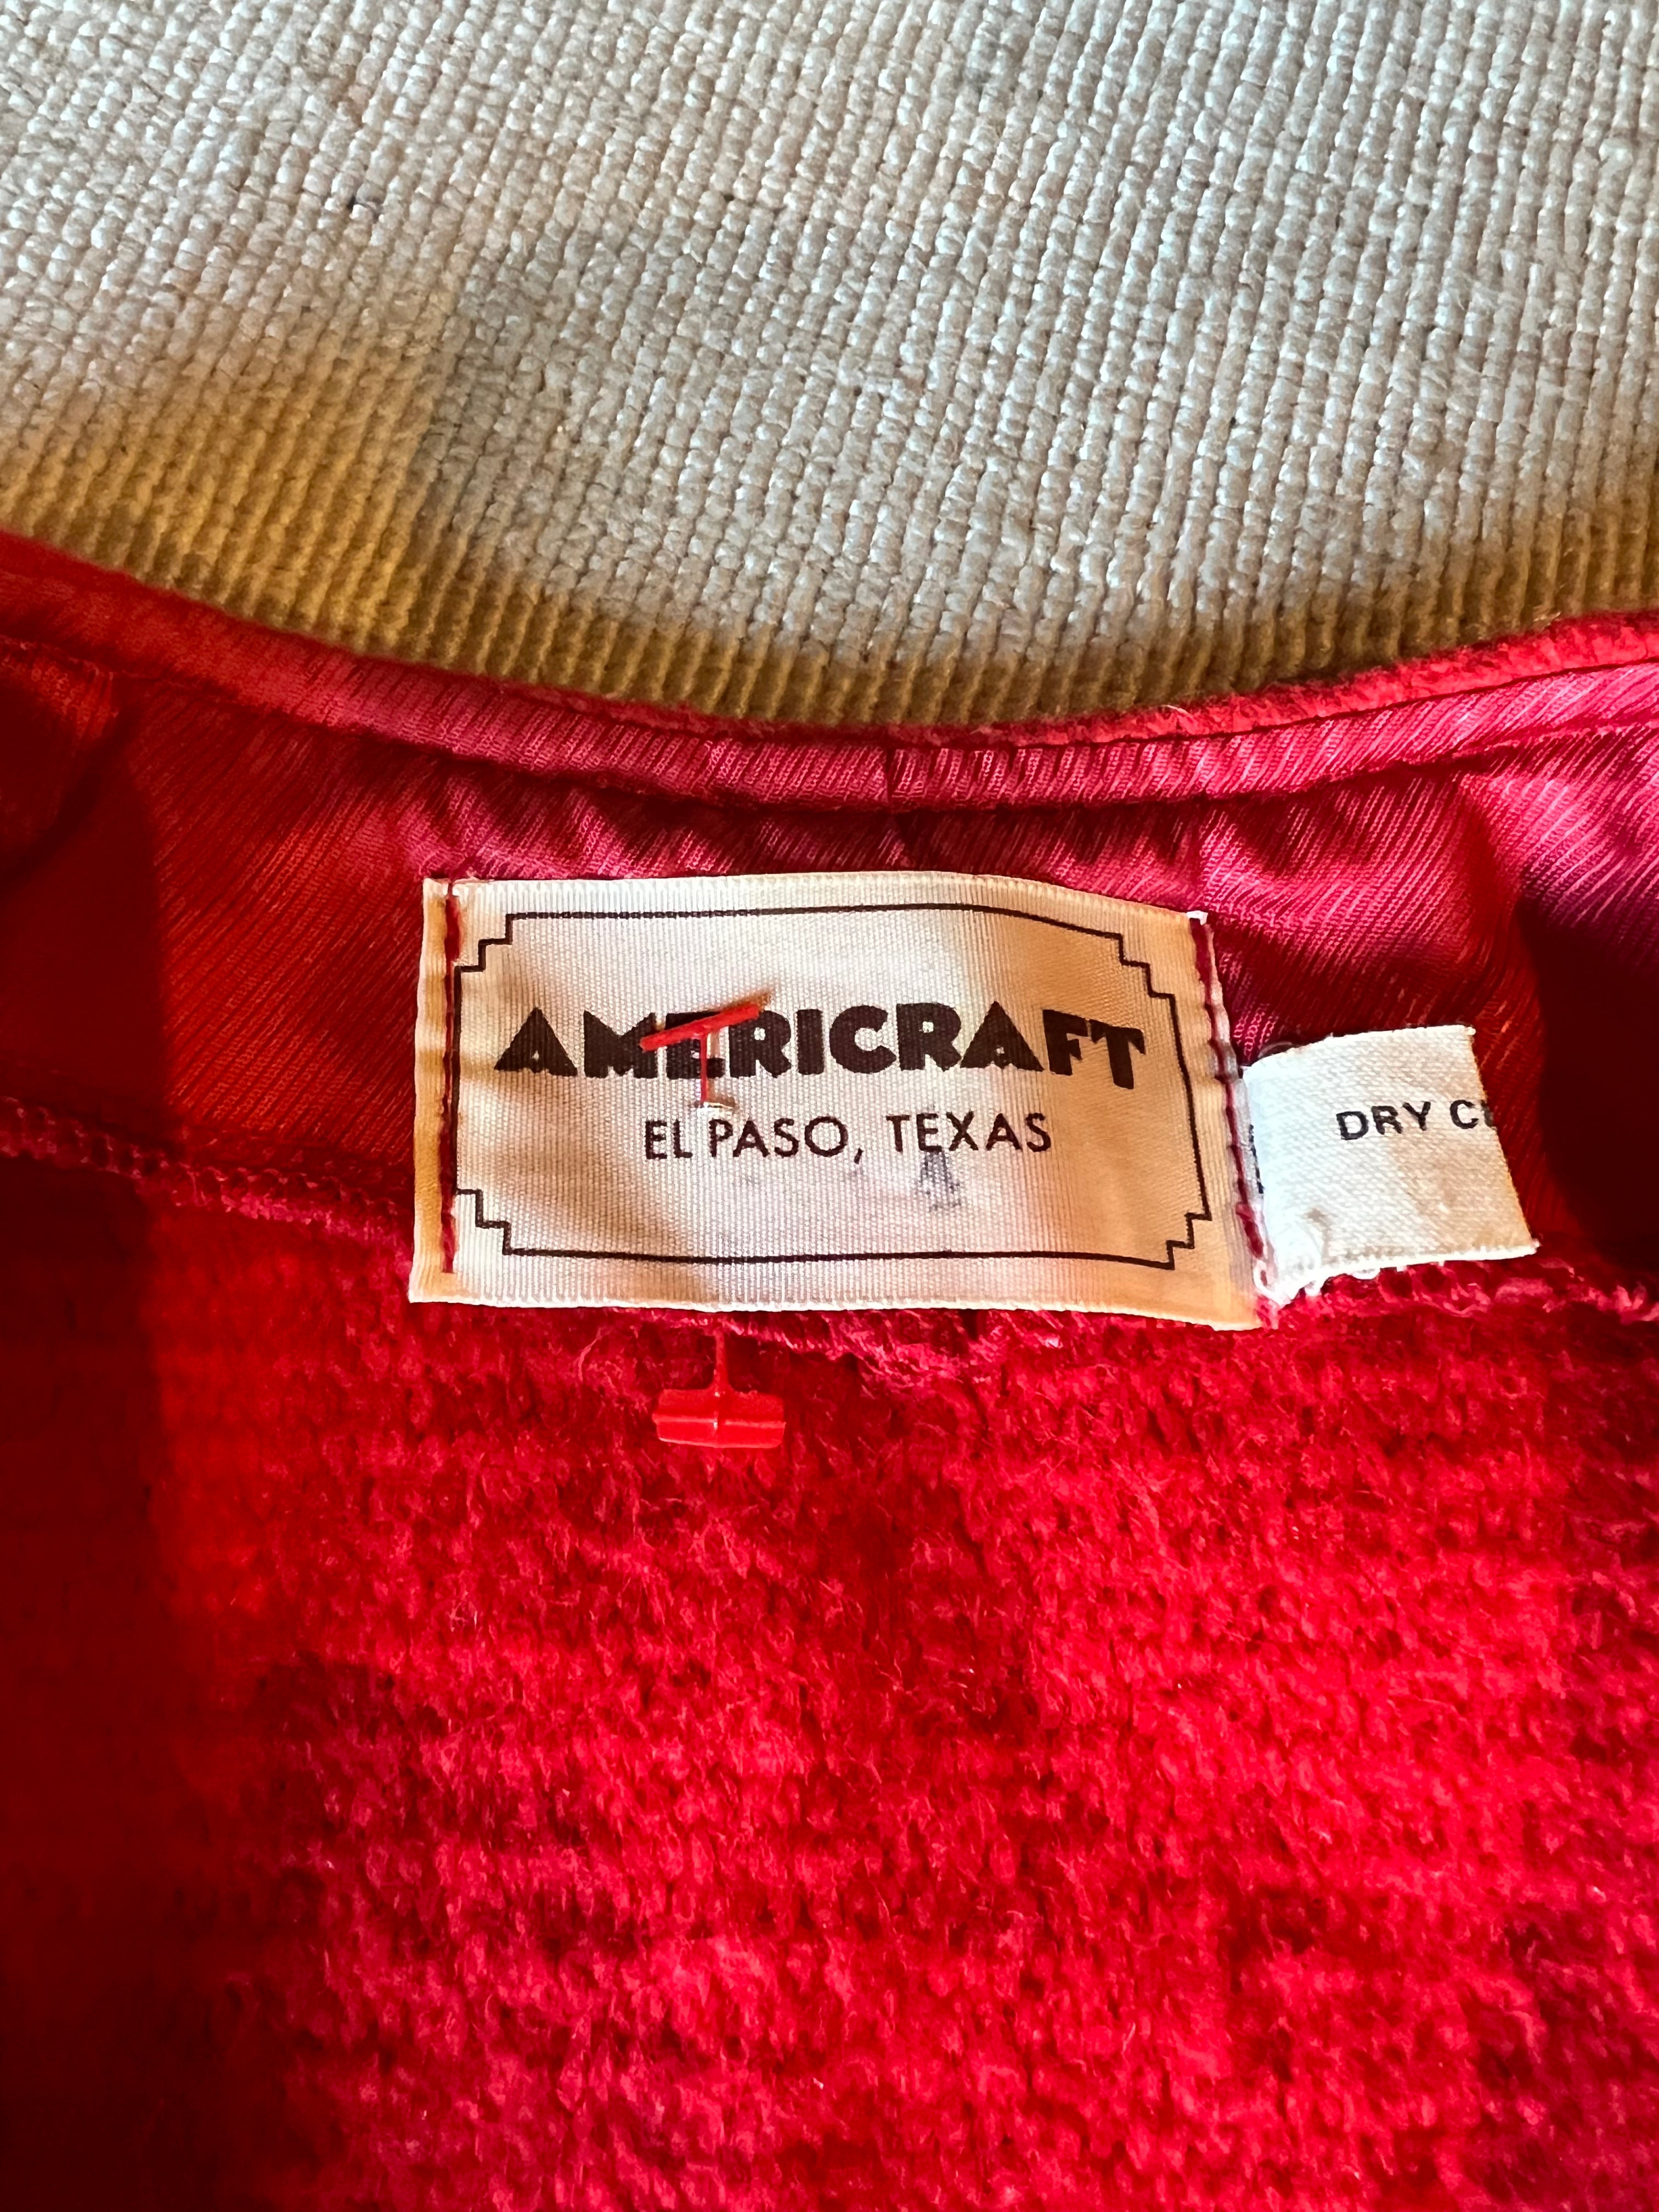 AMERICRAFT
EL PASO, TEXAS
DRY